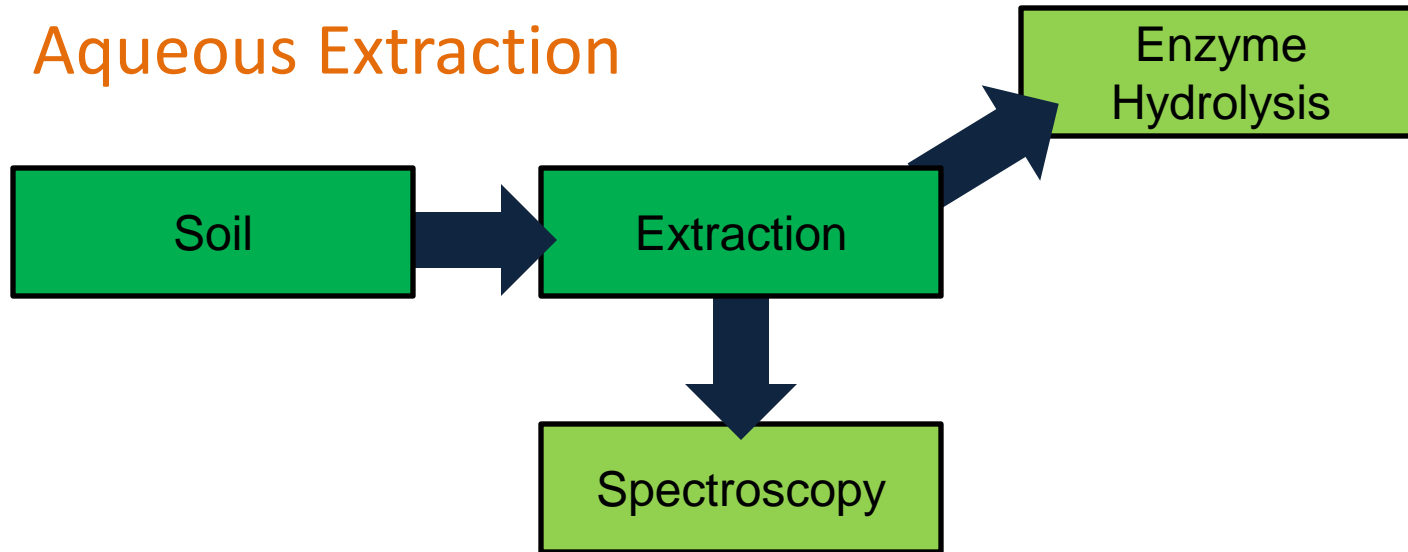 Aqueous Extraction
Enzyme
Hydrolysis
Soil
Extraction
Spectroscopy